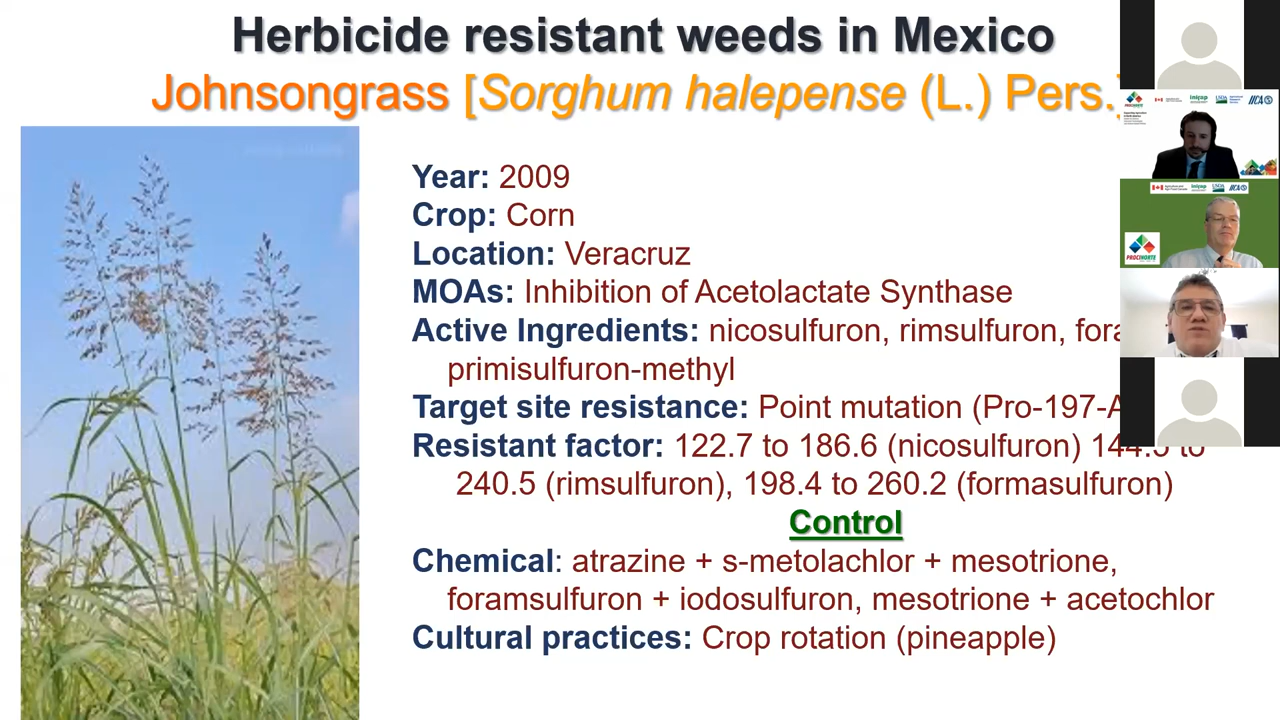 Herbicide resistant weeds in Mexico
Johnsongrass [Sorghum halepense (L.) Pers.]
Year: 2009
Crop: Corn
Location: Veracruz
MOAs: Inhibition of Acetolactate Synthase
Active Ingredients: nicosulfuron, rimsulfuron,
primisulfuron-methyl
Target site resistance: Point mutation
Resistant factor: 122.7 to 186.6 (nicosulfuron) to
240.5 (rimsulfuron), 198.4 to 260.2 (formasulfuron)
Control
Chemical: atrazine + s-metolachlor + mesotrione,
foramsulfuron + iodosulfuron, mesotrione + acetochlor
Cultural practices: Crop rotation (pineapple)
PROCINORTE